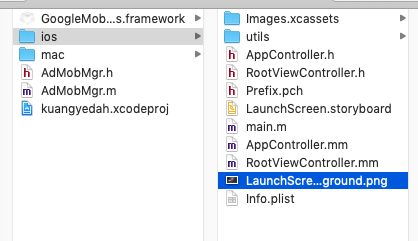 GoogleMob...s.framework
ios
mac
AdMobMgr.h
AdMobMgr.m
kuangyedah.xcodeproj
Images.xcassets
utils
AppController.h
RootViewController.h
Prefix.pch
LaunchScreen.storyboard
main.m
AppController.mm
RootViewController.mm
LaunchScre...ground.png
Info.plist